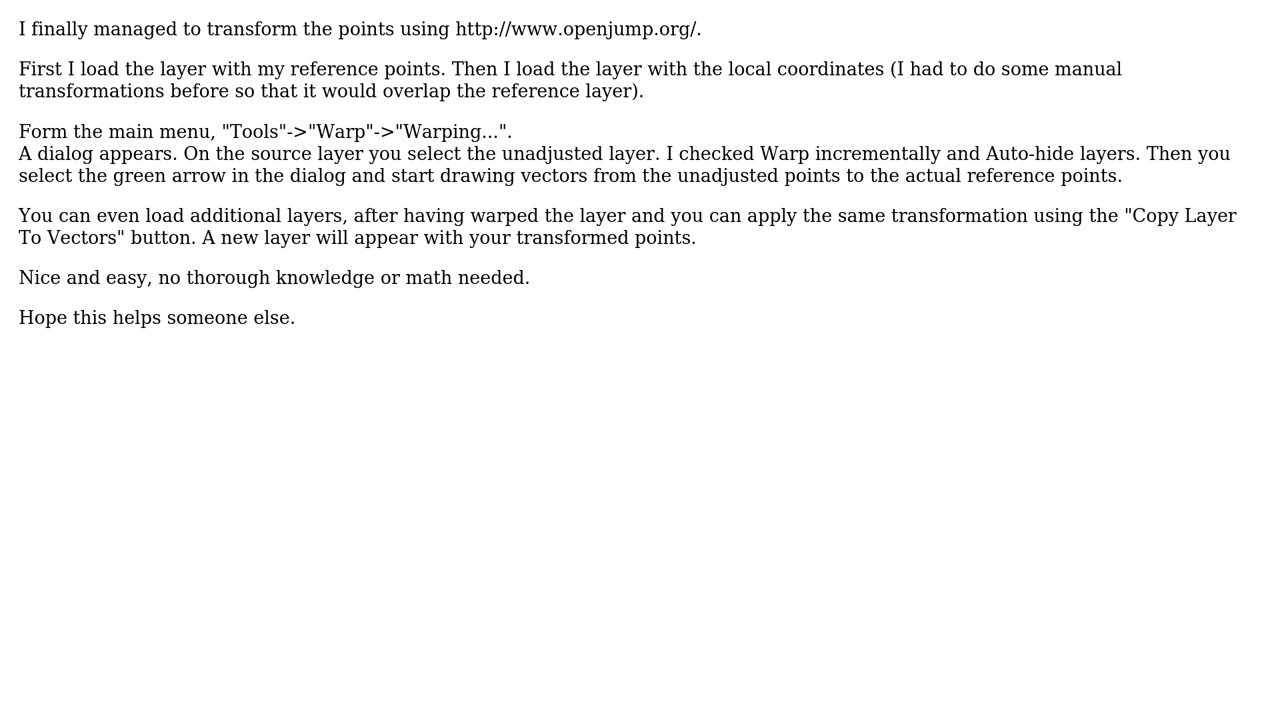 I finally managed to transform the points using http://www.openjump.org/.
First I load the layer with my reference points. Then I load the layer with the local coordinates (I had to do some manual
transformations before so that it would overlap the reference layer).
Form the main menu, "Tools"->"Warp"->"Warping...".
A dialog appears. On the source layer you select the unadjusted layer. I checked Warp incrementally and Auto-hide layers. Then you
select the green arrow in the dialog and start drawing vectors from the unadjusted points to the actual reference points.
You can even load additional layers, after having warped the layer and you can apply the same transformation using the "Copy Layer
To Vectors" button. A new layer will appear with your transformed points.
Nice and easy, no thorough knowledge or math needed.
Hope this helps someone else.